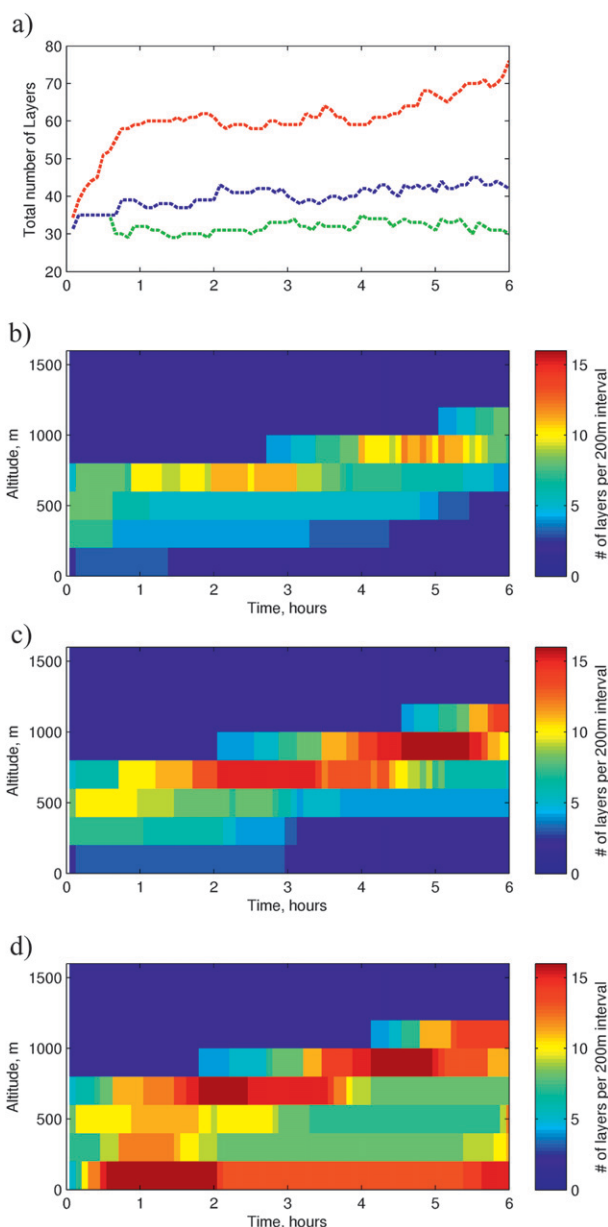 a)
80
70
60
50
40
30
20
Total number of Layers
0 1 2 3 4 5 6
b)
1500
1000
500
0
Altitude, m
0 1 2 3 4 5 6
Time, hours
15
10
5
0
# of layers per 200m interval
c)
1500
1000
500
0
Altitude, m
0 1 2 3 4 5 6
Time, hours
15
10
5
0
# of layers per 200m interval
d)
1500
1000
500
0
Altitude, m
0 1 2 3 4 5 6
Time, hours
15
10
5
0
# of layers per 200m interval